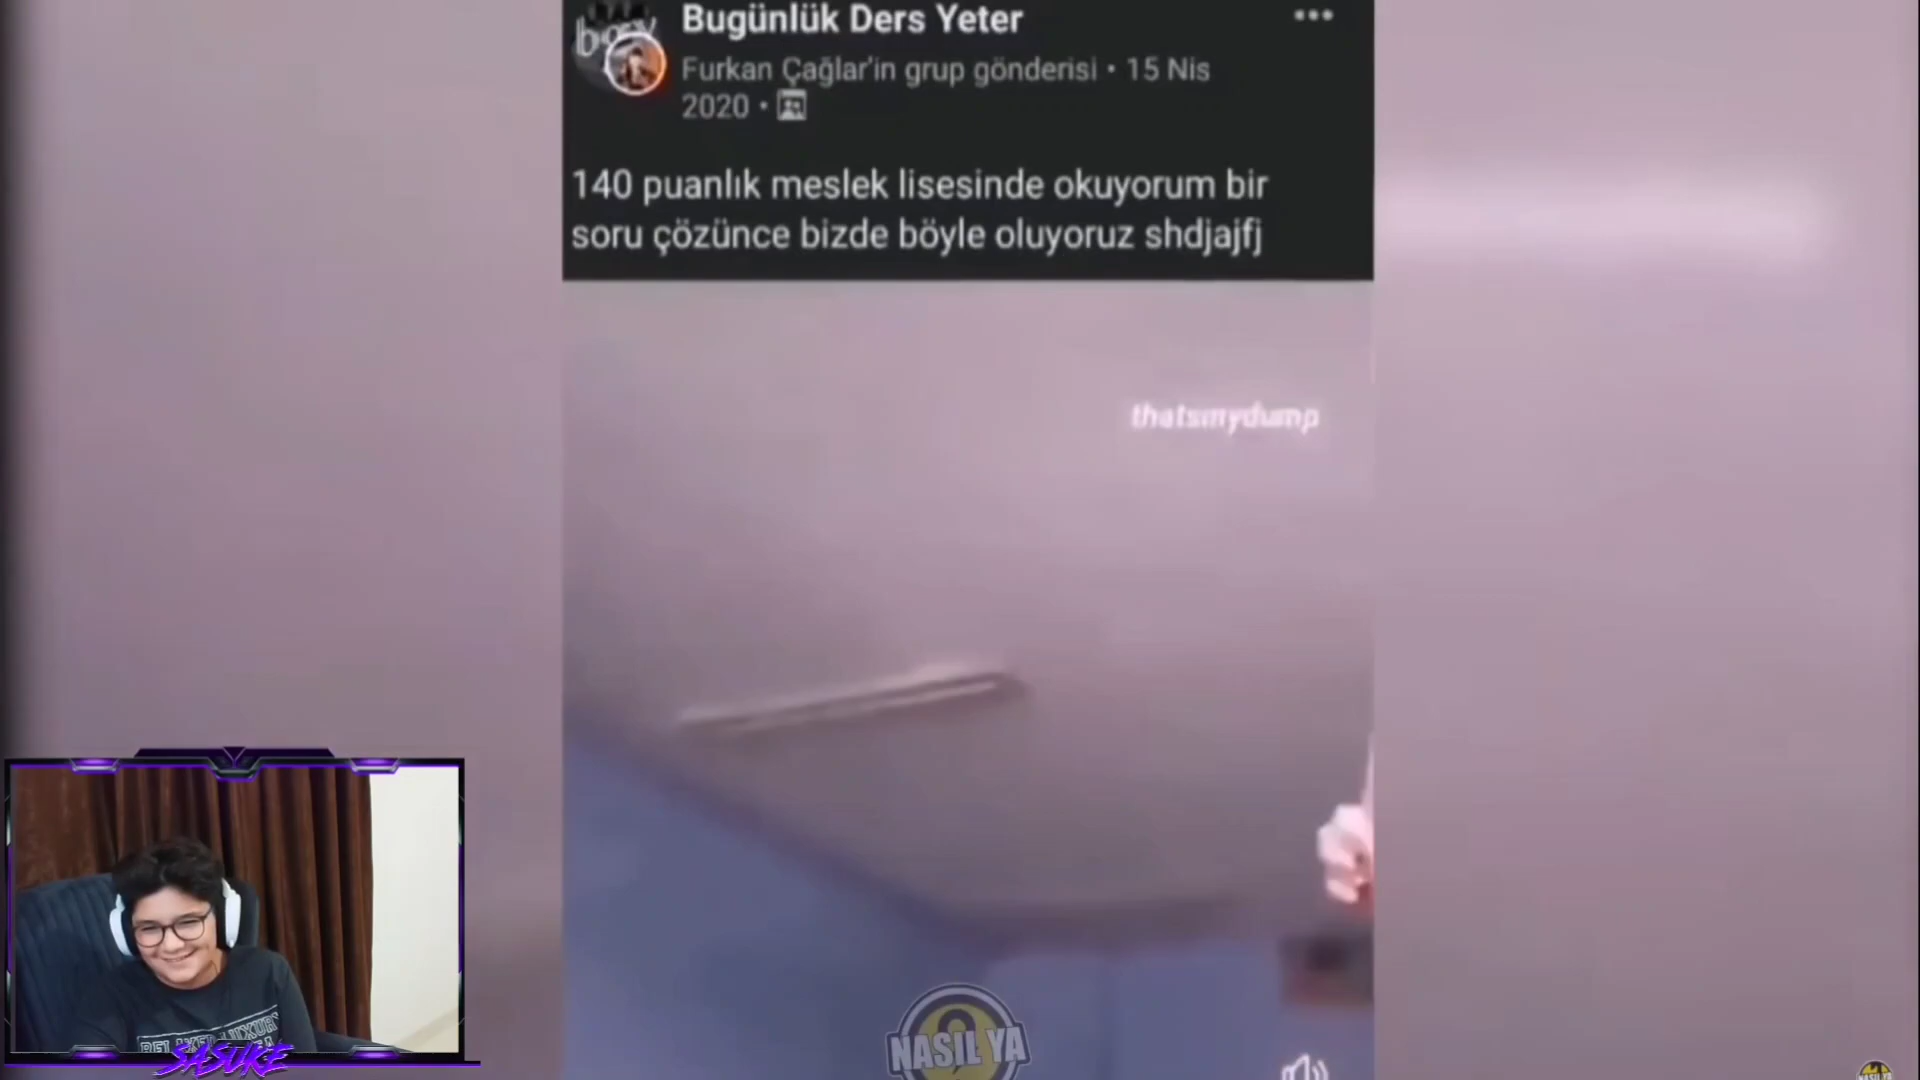 Bugünlük Ders Yeter
Furkan Çağlar'in grup gönderisi • 15 Nis
2020 •
140 puanlık meslek lisesinde okuyorum bir
soru çözünce bizde böyle oluyoruz shdjajfj
thatsmydump
NASIL YA
SASUKE